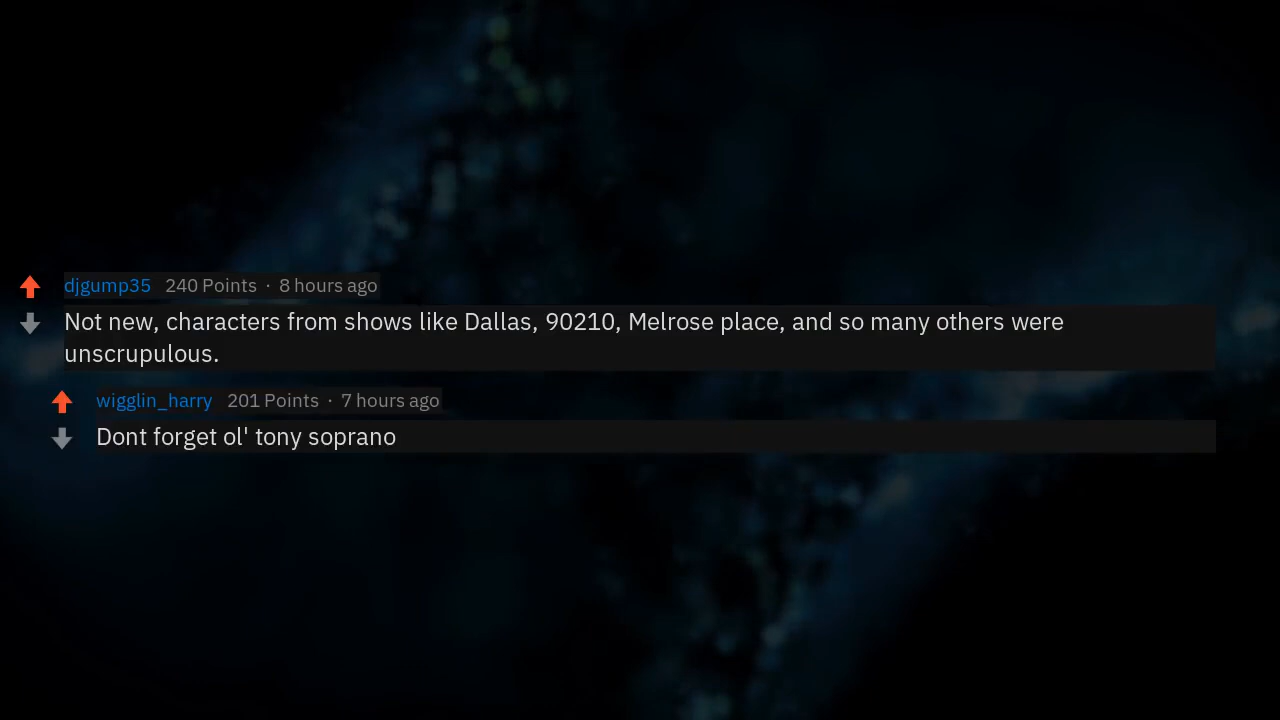 djgump35 240 Points · 8 hours ago
Not new, characters from shows like Dallas, 90210, Melrose place, and so many others were
unscrupulous.
wigglin_harry 201 Points · 7 hours ago
Dont forget ol' tony soprano